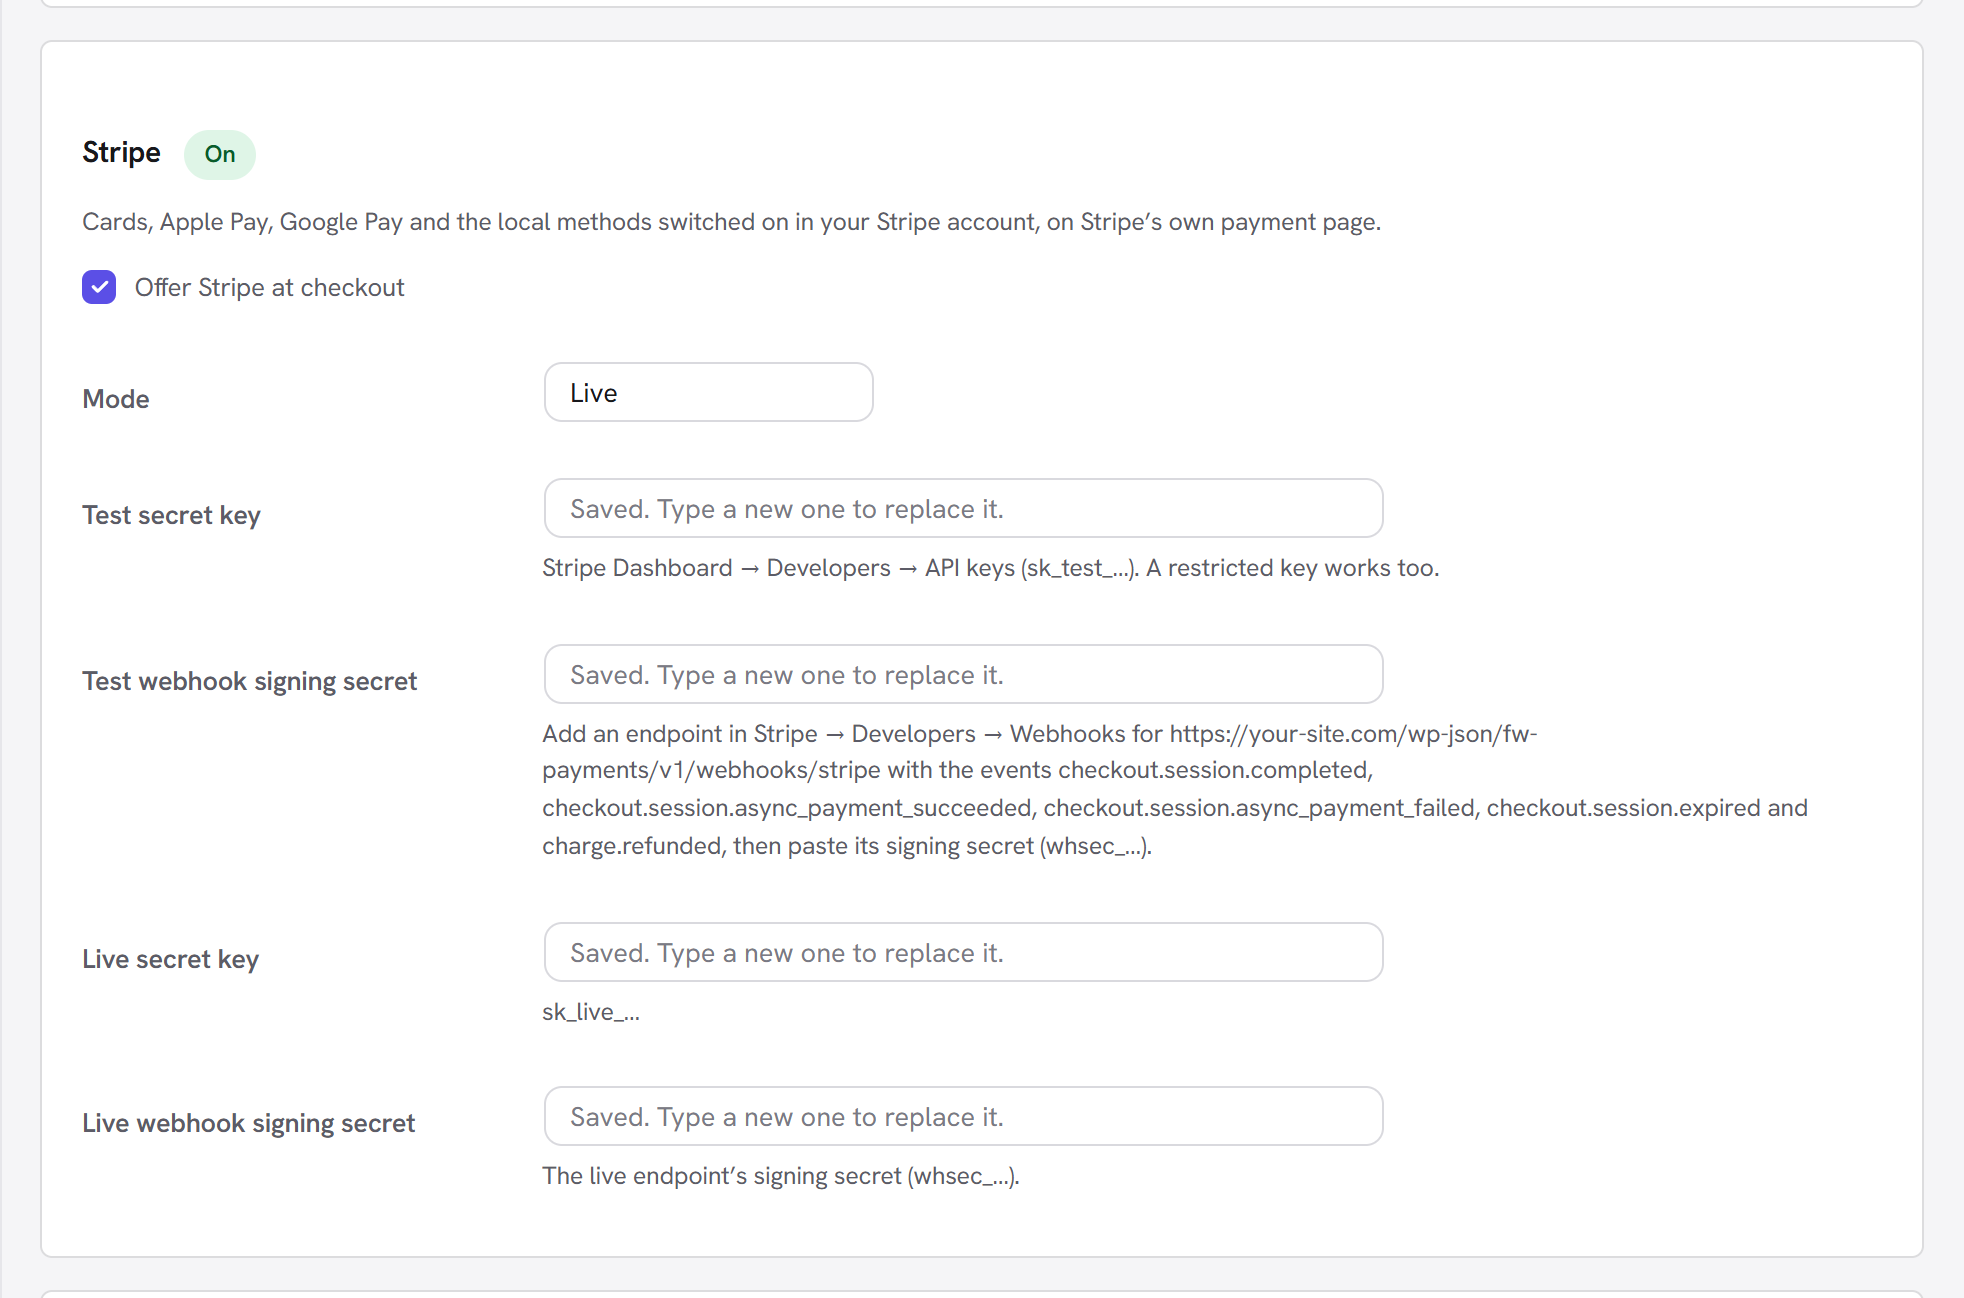 Stripe On
Cards, Apple Pay, Google Pay and the local methods switched on in your Stripe account, on Stripe’s own payment page.
Offer Stripe at checkout
Mode
Live
Test secret key
Saved. Type a new one to replace it.
Stripe Dashboard → Developers → API keys (sk_test_…). A restricted key works too.
Test webhook signing secret
Saved. Type a new one to replace it.
Add an endpoint in Stripe → Developers → Webhooks for https://your-site.com/wp-json/fw-
payments/v1/webhooks/stripe with the events checkout.session.completed,
checkout.session.async_payment_succeeded, checkout.session.async_payment_failed, checkout.session.expired and
charge.refunded, then paste its signing secret (whsec_…).
Live secret key
Saved. Type a new one to replace it.
sk_live_…
Live webhook signing secret
Saved. Type a new one to replace it.
The live endpoint’s signing secret (whsec_…).